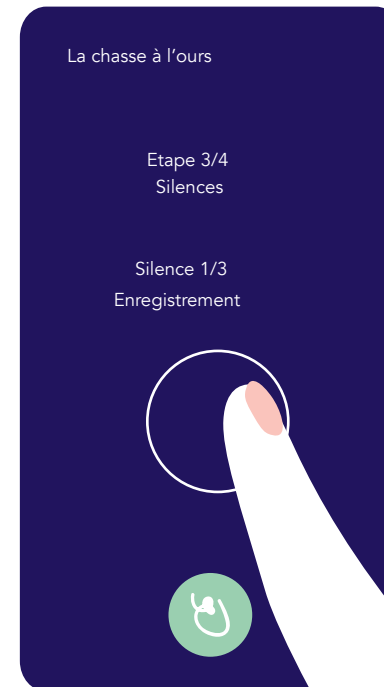 La chasse à l’ours
Etape 3/4
Silences
Silence 1/3
Enregistrement